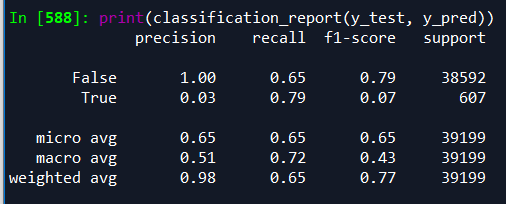 In [588]: print(classification_report(y_test, y_pred))
precision recall f1-score support
False 1.00 0.65 0.79 38592
True 0.03 0.79 0.07 607
micro avg 0.65 0.65 0.65 39199
macro avg 0.51 0.72 0.43 39199
weighted avg 0.98 0.65 0.77 39199